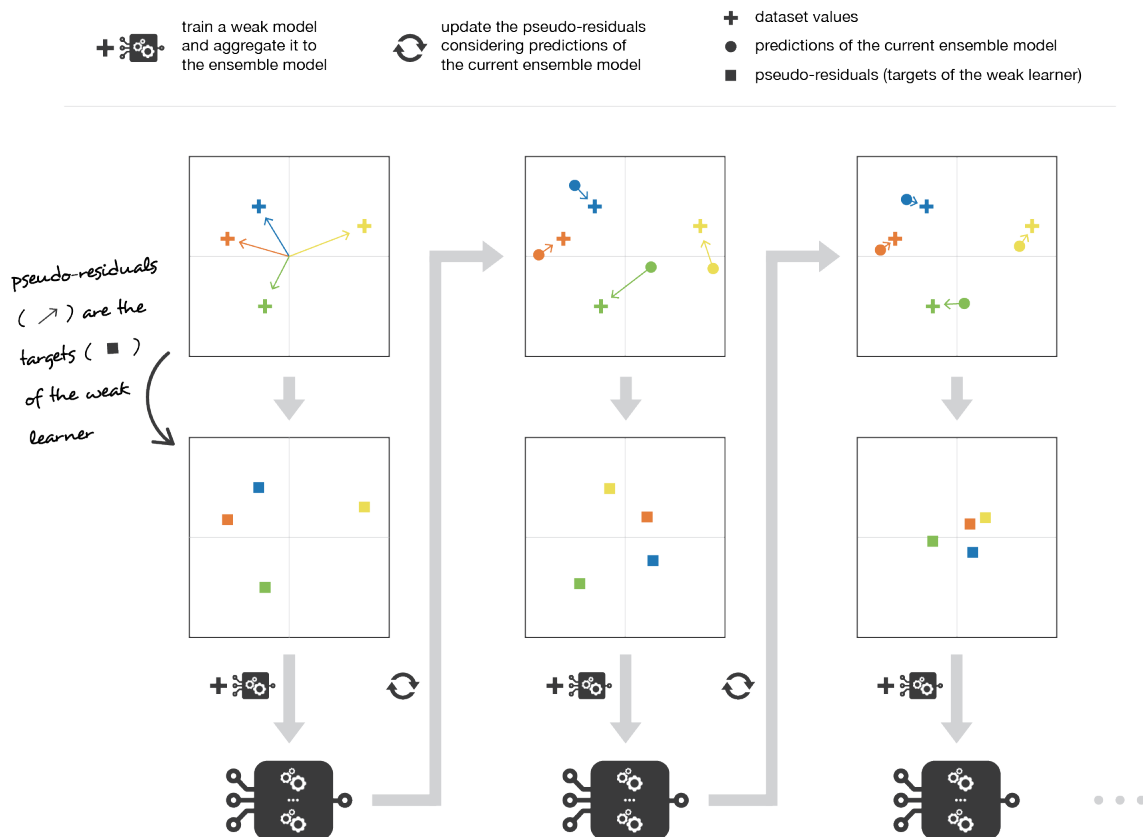 train a weak model
and aggregate it to
the ensemble model
update the pseudo-residuals
considering predictions of
the current ensemble model
dataset values
predictions of the current ensemble model
pseudo-residuals (targets of the weak learner)
pseudo-residuals
( ↗ ) are the
targets ( ■ )
of the weak
learner